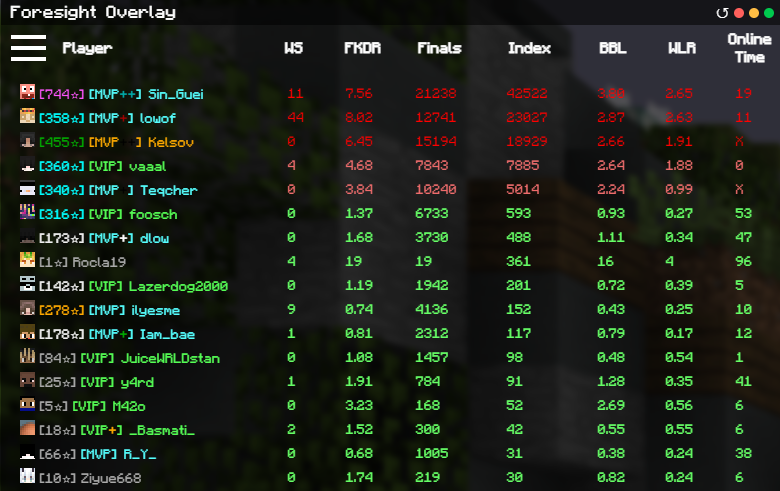 Foresight Overlay
Player WS FKDR Finals Index BBL WLR Online Time
[744☆] [MVP++] Sin_Guei 11 7.56 21238 42522 3.20 2.65 19
[358☆] [MVP+] lowof 44 8.02 12741 23027 2.87 2.63 11
[455☆] [MVP++] Kelsov 0 6.45 15194 18929 2.66 1.91 X
[360☆] [VIP] vaaal 4 4.68 7843 7885 2.64 1.88 0
[340☆] [MVP ] Teqcher 0 3.84 10240 5014 2.24 0.99 X
[316☆] [VIP] foosch 0 1.37 6733 593 0.93 0.27 53
[173☆] [MVP+] dlow 0 1.68 3730 488 1.11 0.34 47
[1☆] Rocla19 4 19 19 361 16 4 96
[142☆] [VIP] Lazerdog2000 0 1.19 1942 201 0.72 0.39 5
[278☆] [MVP] ilyesme 9 0.74 4136 152 0.43 0.25 10
[178☆] [MVP+] Iam_bae 1 0.81 2312 117 0.79 0.17 12
[84☆] [VIP] JuiceWRLDstan 0 1.08 1457 98 0.48 0.54 1
[25☆] [VIP] y4rd 1 1.91 784 91 1.28 0.35 41
[5☆] [VIP] M42o 0 3.23 168 52 2.69 0.56 6
[18☆] [VIP+] _Basmati_ 2 1.52 300 42 0.55 0.55 6
[66☆] [MVP] R_Y_ 0 0.68 1005 31 0.38 0.24 38
[10☆] Ziyue668 0 1.74 219 30 0.82 0.24 6